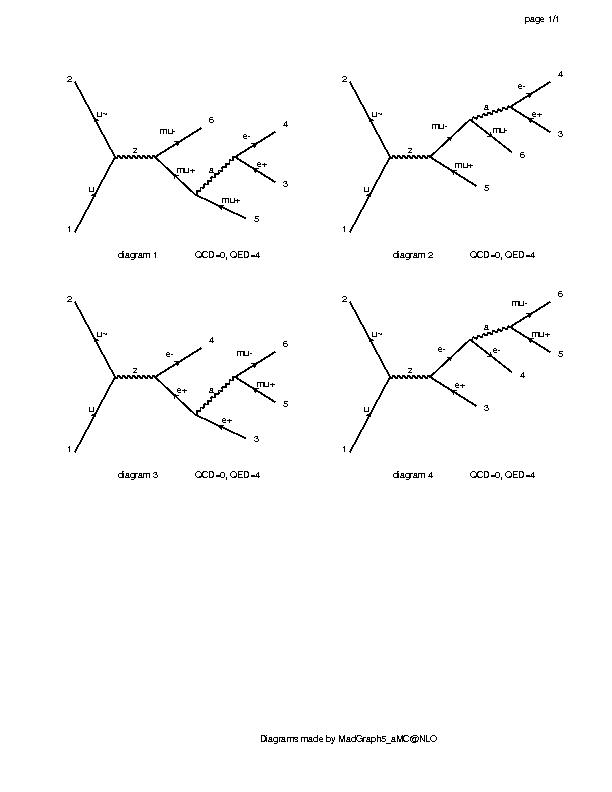 page 1/1
2
u~
u
1
z
mu-
6
mu+
a
e-
4
e+
3
mu+
5
diagram 1 QCD=0, QED=4
2
u~
u
1
z
mu-
mu+
5
a
mu-
6
e-
4
e+
3
diagram 2 QCD=0, QED=4
2
u~
u
1
z
e-
4
e+
a
mu-
6
mu+
5
e+
3
diagram 3 QCD=0, QED=4
2
u~
u
1
z
e-
e+
3
a
e-
4
mu-
6
mu+
5
diagram 4 QCD=0, QED=4
Diagrams made by MadGraph5_aMC@NLO